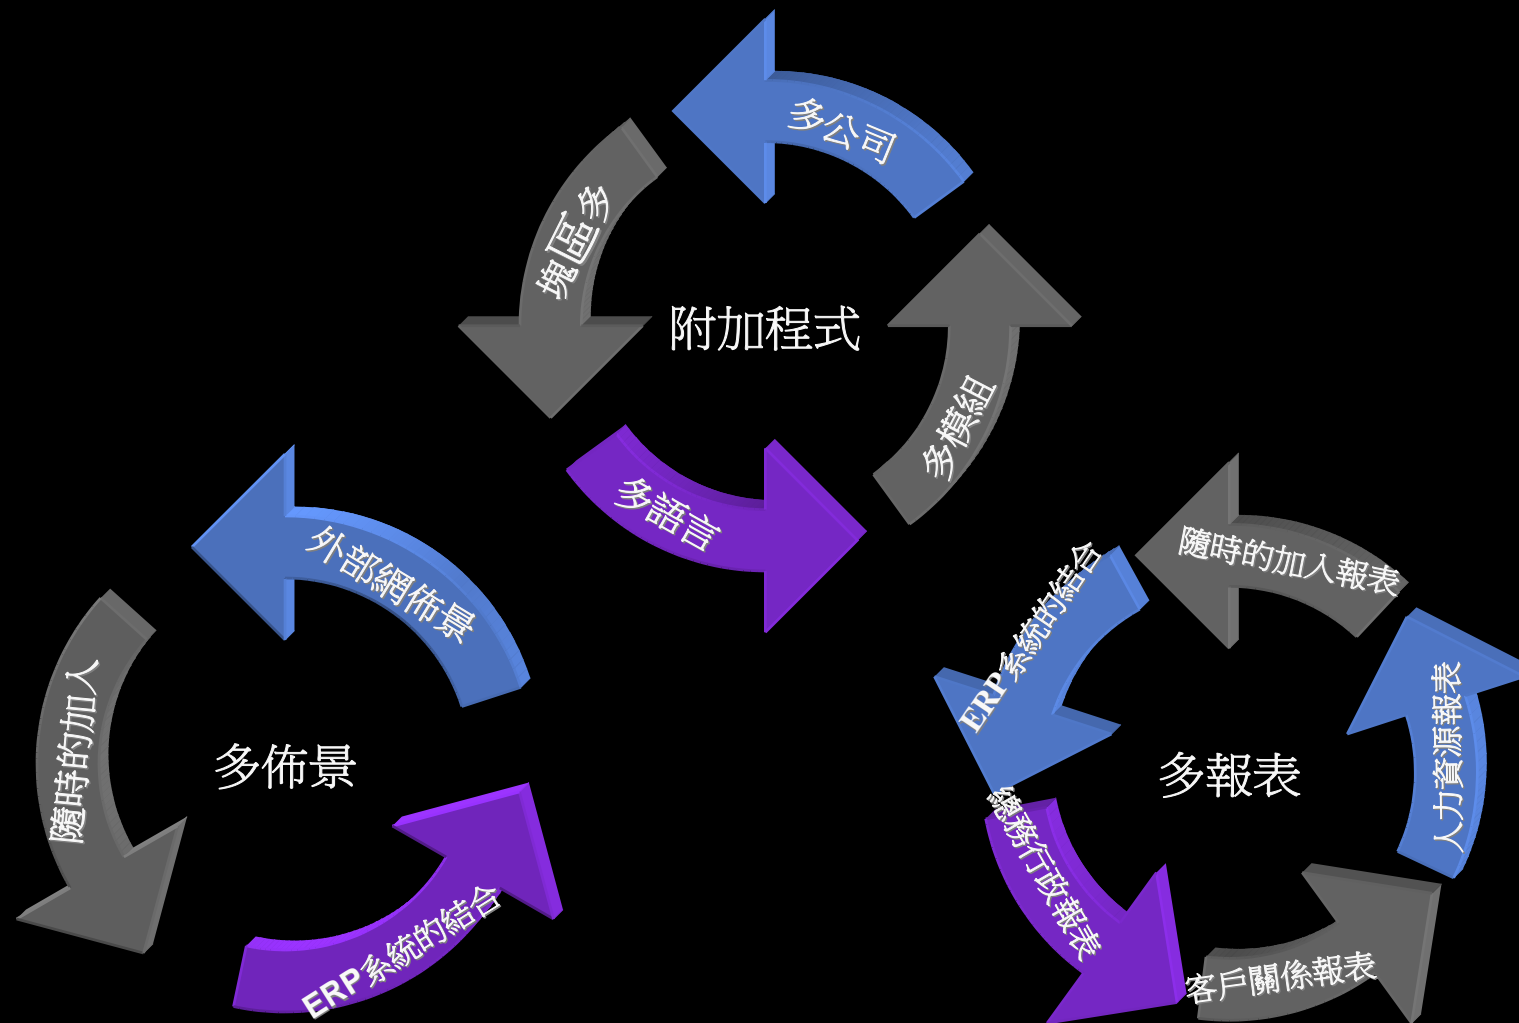 多公司
多區塊
附加程式
多模組
多語言
外部網佈景
隨時的加入
多佈景
ERP系統的結合
隨時的加入報表
ERP系統的結合
多報表
人力資源報表
總務行政報表
客戶關係報表